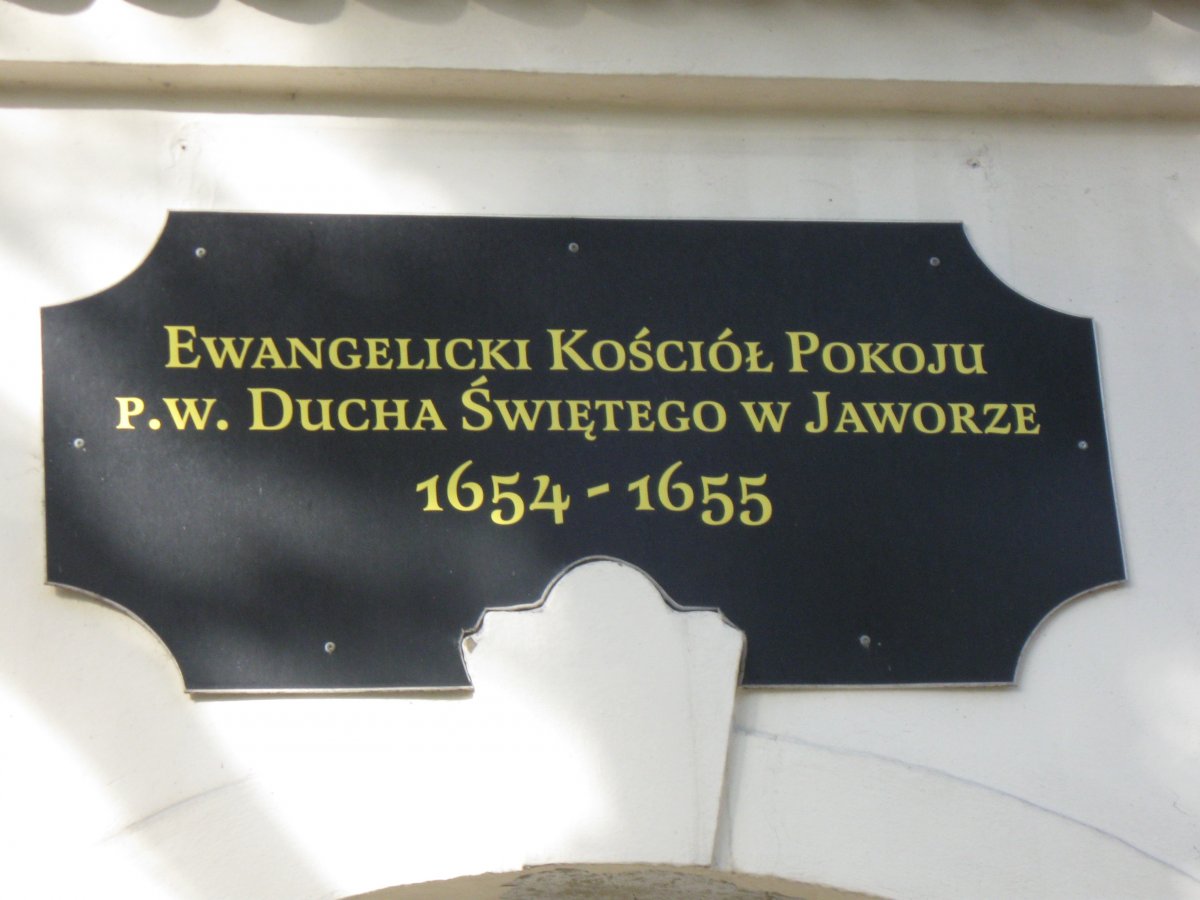 Ewangelicki Kościół Pokoju
p.w. Ducha Świętego w Jaworze
1654 - 1655